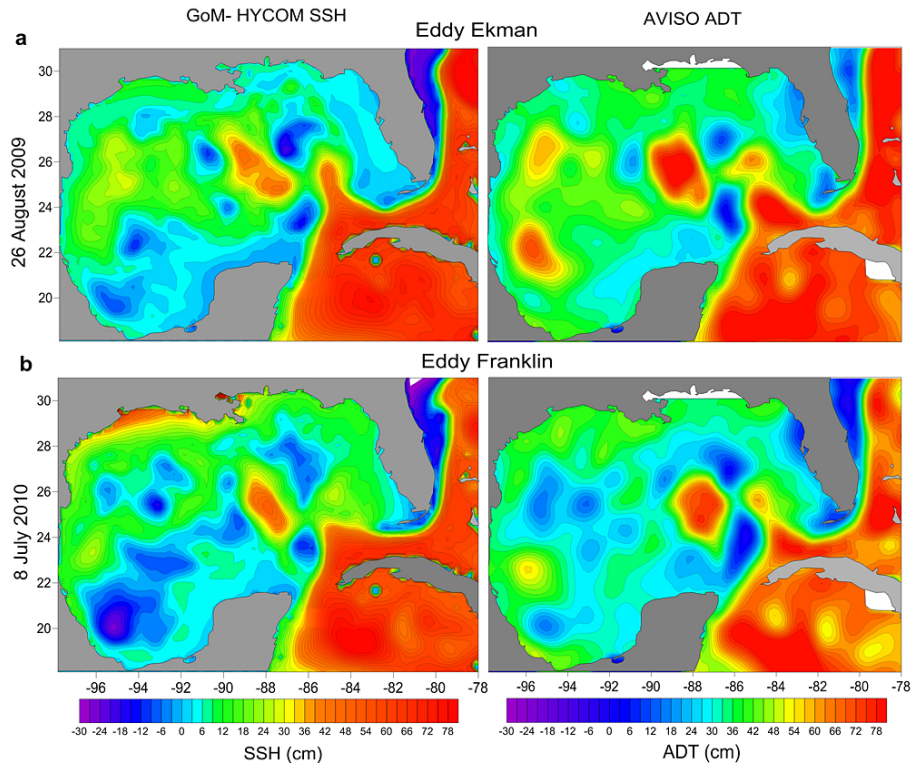 GoM- HYCOM SSH
AVISO ADT
Eddy Ekman
a
30
28
26
24
22
20
26 August 2009
Eddy Franklin
b
30
28
26
24
22
20
8 July 2010
-96 -94 -92 -90 -88 -86 -84 -82 -80 -78
-96 -94 -92 -90 -88 -86 -84 -82 -80 -78
-30 -24 -18 -12 -6 0 6 12 18 24 30 36 42 48 54 60 66 72 78
-30 -24 -18 -12 -6 0 6 12 18 24 30 36 42 48 54 60 66 72 78
SSH (cm)
ADT (cm)